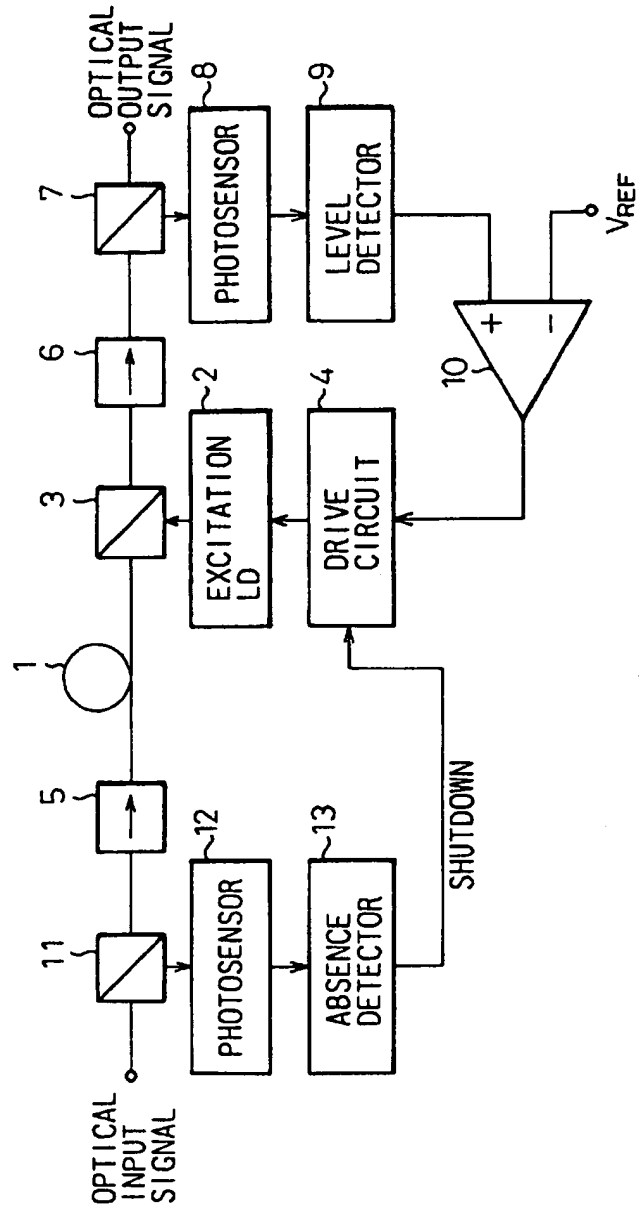 OPTICAL
INPUT
SIGNAL
11
5
1
3
6
7
OPTICAL
OUTPUT
SIGNAL
12
PHOTOSENSOR
2
EXCITATION
LD
8
PHOTOSENSOR
13
ABSENCE
DETECTOR
4
DRIVE
CIRCUIT
9
LEVEL
DETECTOR
SHUTDOWN
10
+
−
VREF